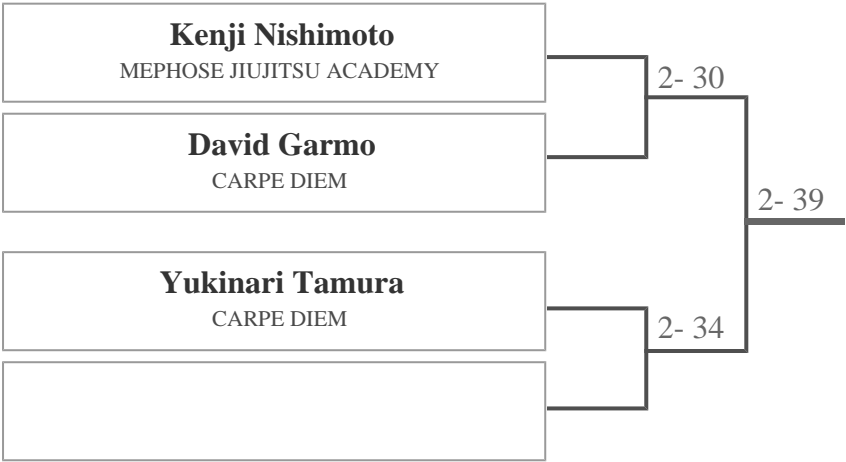 Kenji Nishimoto
MEPHOSE JIUJITSU ACADEMY
2- 30
David Garmo
CARPE DIEM
2- 39
Yukinari Tamura
CARPE DIEM
2- 34